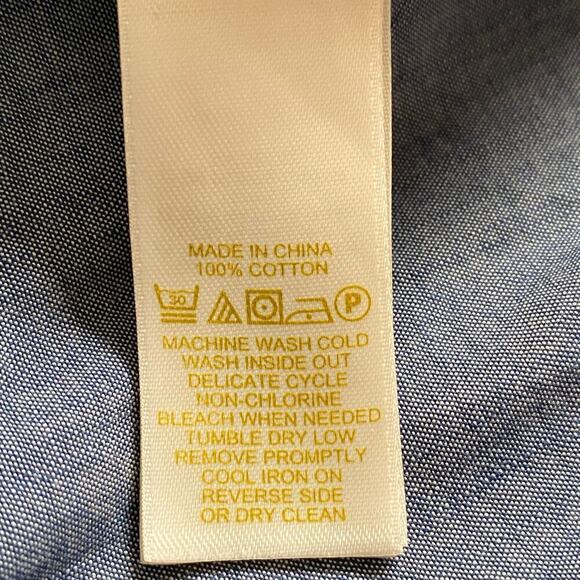 MADE IN CHINA
100% COTTON
30 P
MACHINE WASH COLD
WASH INSIDE OUT
DELICATE CYCLE
NON-CHLORINE
BLEACH WHEN NEEDED
TUMBLE DRY LOW
REMOVE PROMPTLY
COOL IRON ON
REVERSE SIDE
OR DRY CLEAN